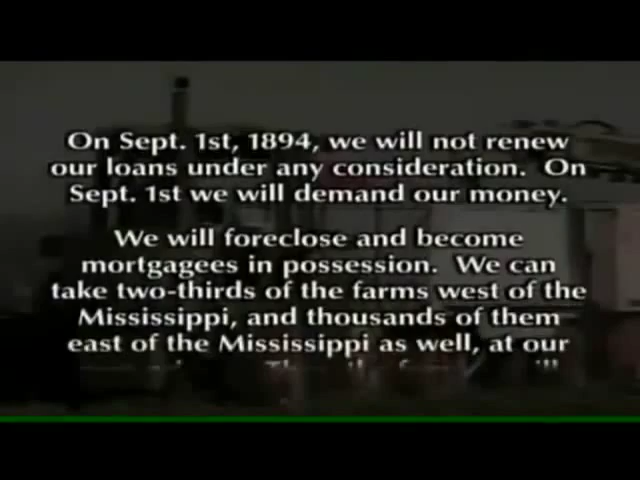 On Sept. 1st, 1894, we will not renew
our loans under any consideration. On
Sept. 1st we will demand our money.
We will foreclose and become
mortgagees in possession. We can
take two-thirds of the farms west of the
Mississippi, and thousands of them
east of the Mississippi as well, at our